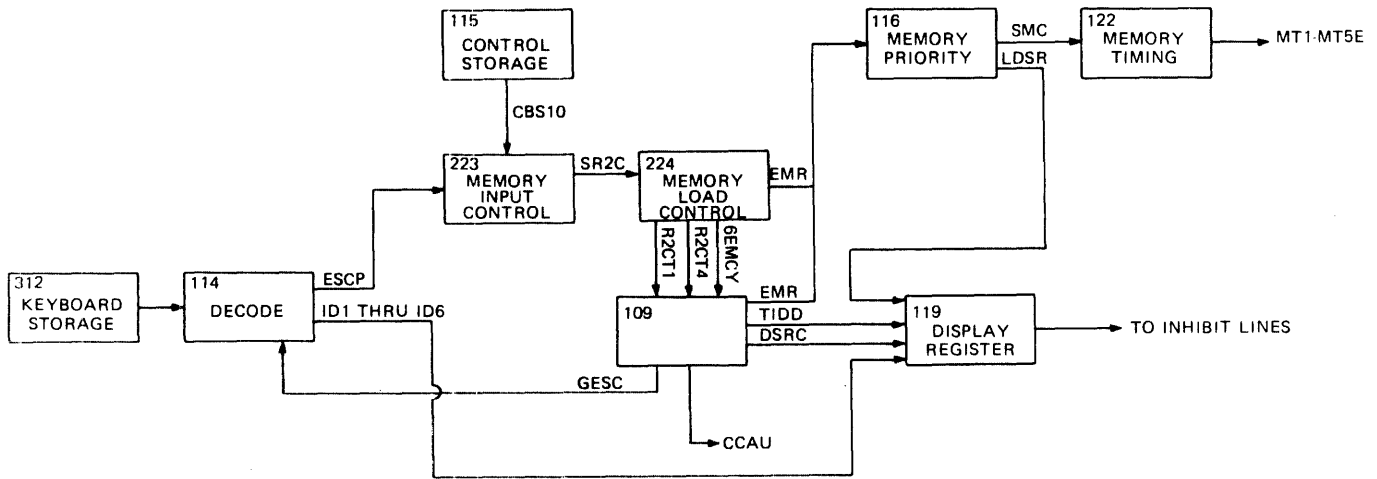 115
CONTROL
STORAGE
CBS10
116
MEMORY
PRIORITY
SMC
LDSR
122
MEMORY
TIMING
MT1-MT5E
223
MEMORY
INPUT
CONTROL
SR2C
224
MEMORY
LOAD
CONTROL
EMR
R2CT1
R2CT4
6EMCY
312
KEYBOARD
STORAGE
114
DECODE
ESCP
ID1 THRU ID6
109
EMR
TIDD
DSRC
119
DISPLAY
REGISTER
TO INHIBIT LINES
GESC
CCAU